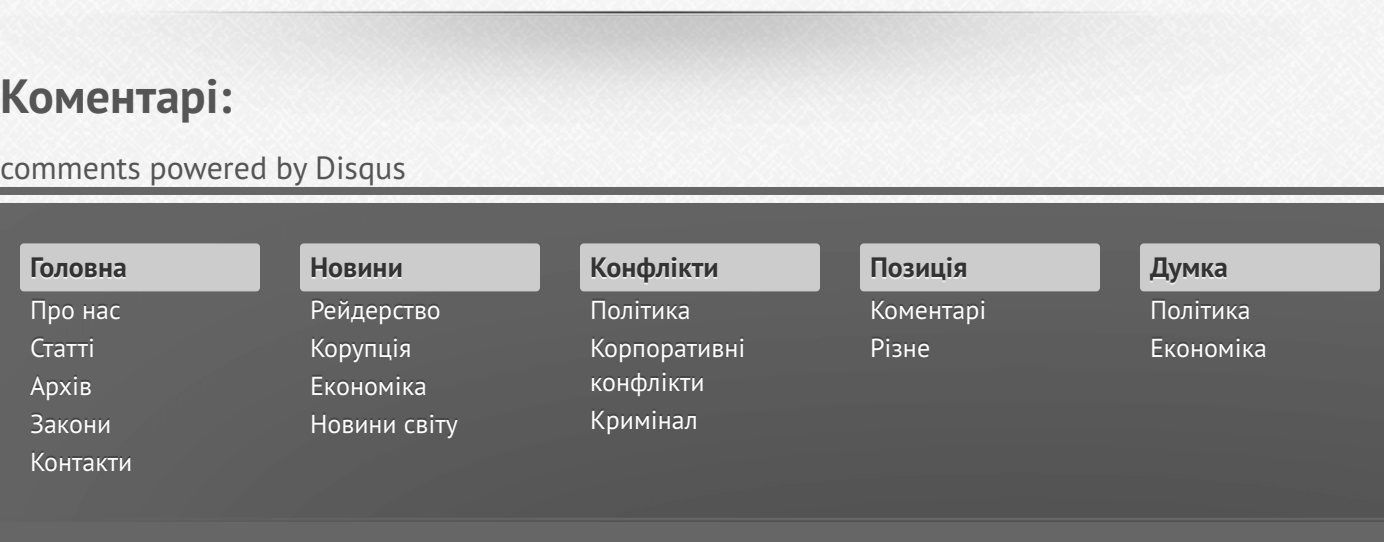 Коментарі:
comments powered by Disqus
Головна
Про нас
Статті
Архів
Закони
Контакти
Новини
Рейдерство
Корупція
Економіка
Новини світу
Конфлікти
Політика
Корпоративні
конфлікти
Кримінал
Позиція
Коментарі
Різне
Думка
Політика
Економіка